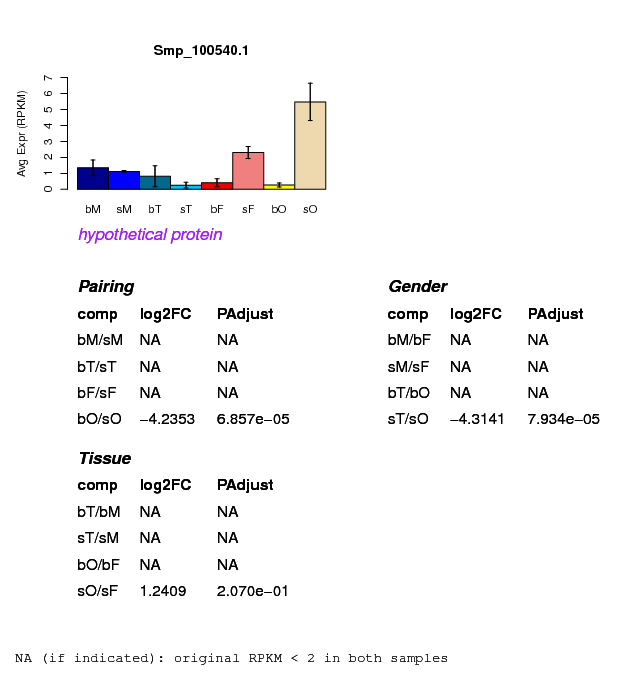 Smp_100540.1
Avg Expr (RPKM)
0 1 2 3 4 5 6 7
bM sM bT sT bF sF bO sO
hypothetical protein
Pairing
comp log2FC PAdjust
bM/sM NA NA
bT/sT NA NA
bF/sF NA NA
bO/sO −4.2353 6.857e−05
Gender
comp log2FC PAdjust
bM/bF NA NA
sM/sF NA NA
bT/bO NA NA
sT/sO −4.3141 7.934e−05
Tissue
comp log2FC PAdjust
bT/bM NA NA
sT/sM NA NA
bO/bF NA NA
sO/sF 1.2409 2.070e−01
NA (if indicated): original RPKM < 2 in both samples